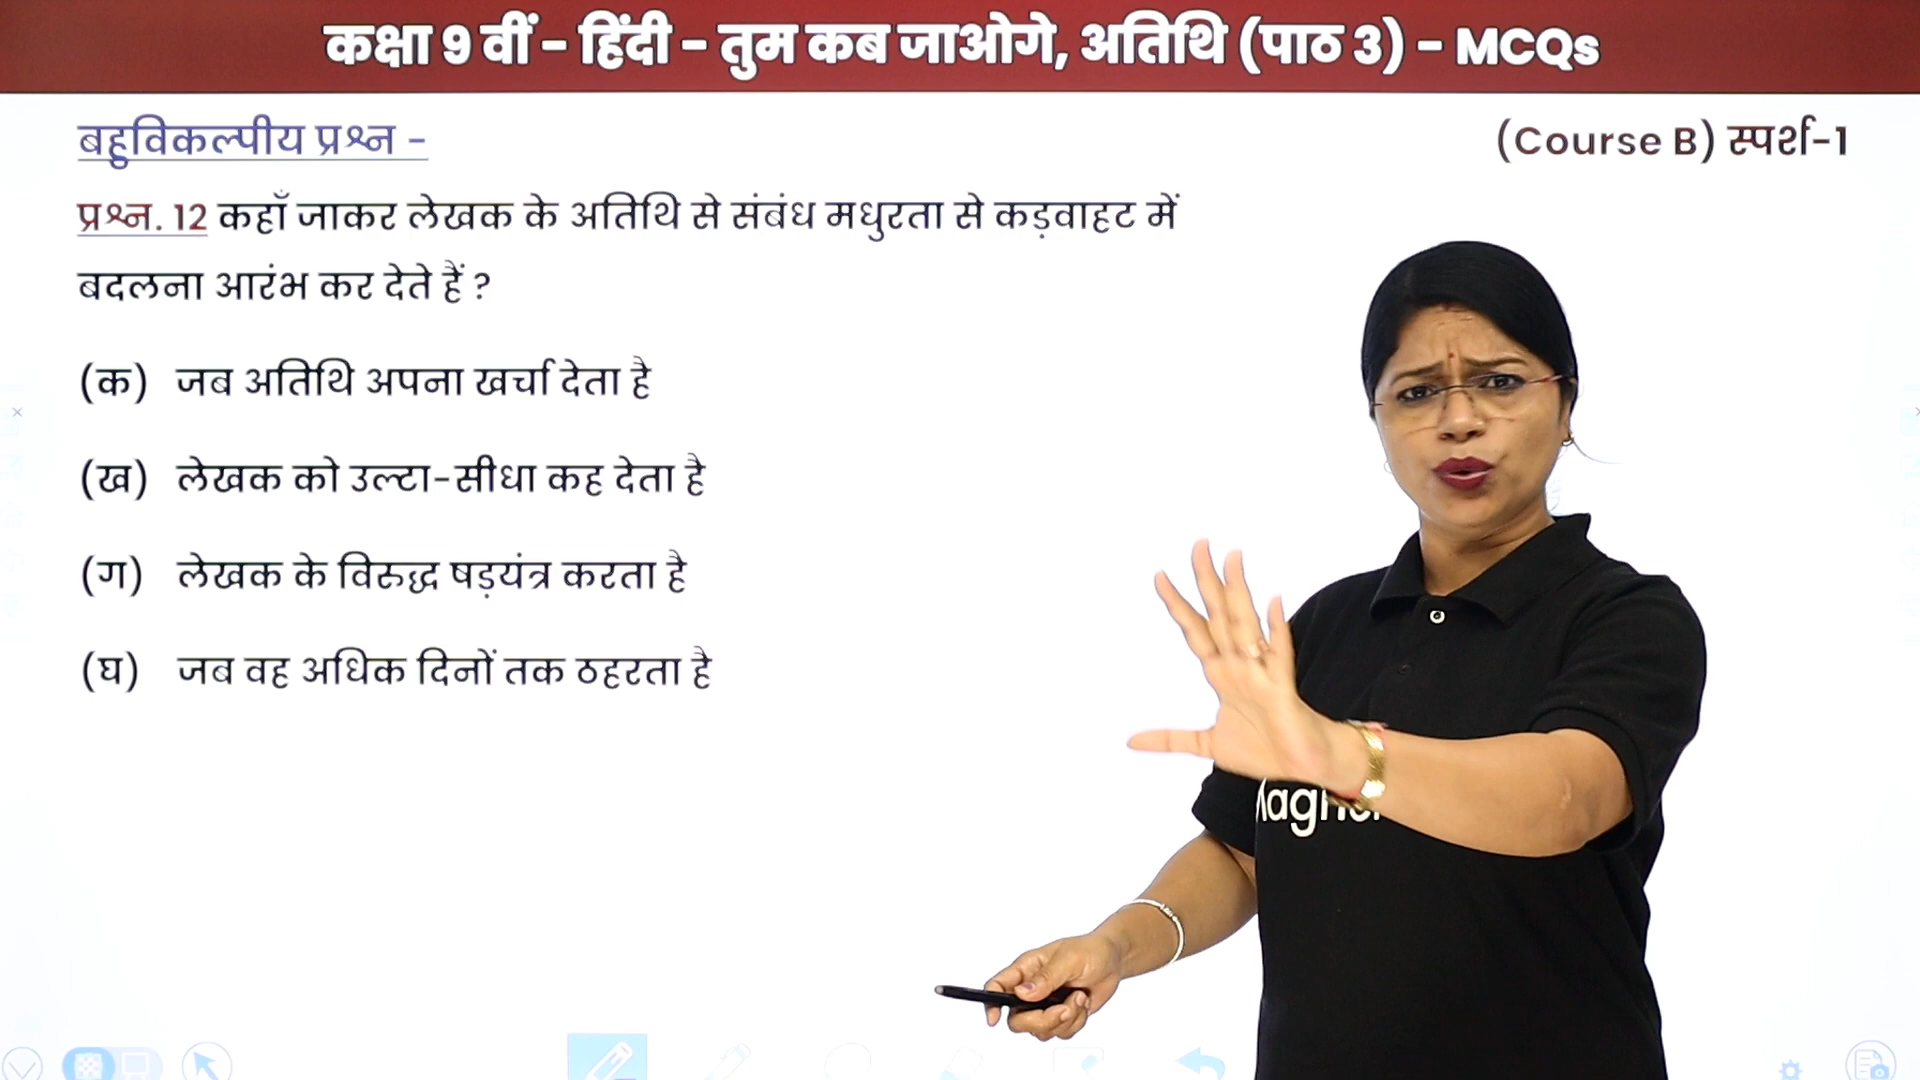 कक्षा 9 वीं - हिंदी - तुम कब जाओगे, अतिथि (पाठ 3) - MCQs
बहुविकल्पीय प्रश्न -
(Course B) स्पर्श-1
प्रश्न. 12 कहाँ जाकर लेखक के अतिथि से संबंध मधुरता से कड़वाहट में
बदलना आरंभ कर देते हैं ?
(क) जब अतिथि अपना खर्चा देता है
(ख) लेखक को उल्टा-सीधा कह देता है
(ग) लेखक के विरुद्ध षड़यंत्र करता है
(घ) जब वह अधिक दिनों तक ठहरता है